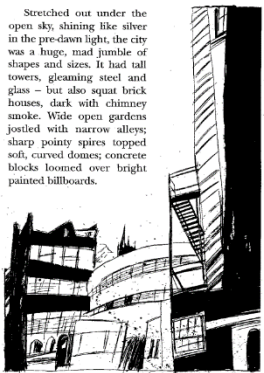 Stretched out under the
open sky, shining like silver
in the pre-dawn light, the city
was a huge, mad jumble of
shapes and sizes. It had tall
towers, gleaming steel and
glass – but also squat brick
houses, dark with chimney
smoke. Wide open gardens
jostled with narrow alleys;
sharp pointy spires topped
soft, curved domes; concrete
blocks loomed over bright
painted billboards.